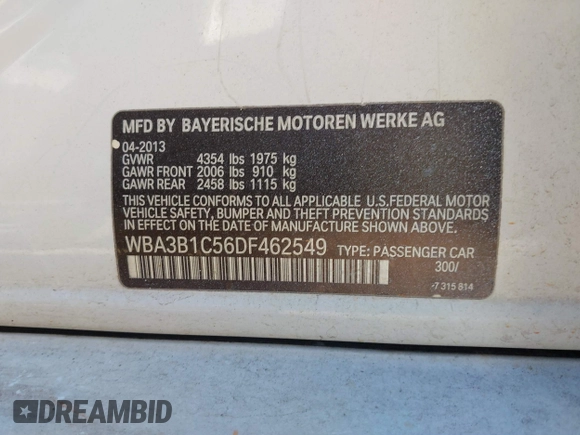 MFD BY BAYERISCHE MOTOREN WERKE AG
04-2013
GVWR 4354 lbs 1975 kg
GAWR FRONT 2006 lbs 910 kg
GAWR REAR 2458 lbs 1115 kg
THIS VEHICLE CONFORMS TO ALL APPLICABLE U.S.FEDERAL MOTOR
VEHICLE SAFETY, BUMPER AND THEFT PREVENTION STANDARDS
IN EFFECT ON THE DATE OF MANUFACTURE SHOWN ABOVE.
WBA3B1C56DF462549 TYPE: PASSENGER CAR
300/
-7 315 814
DREAMBID